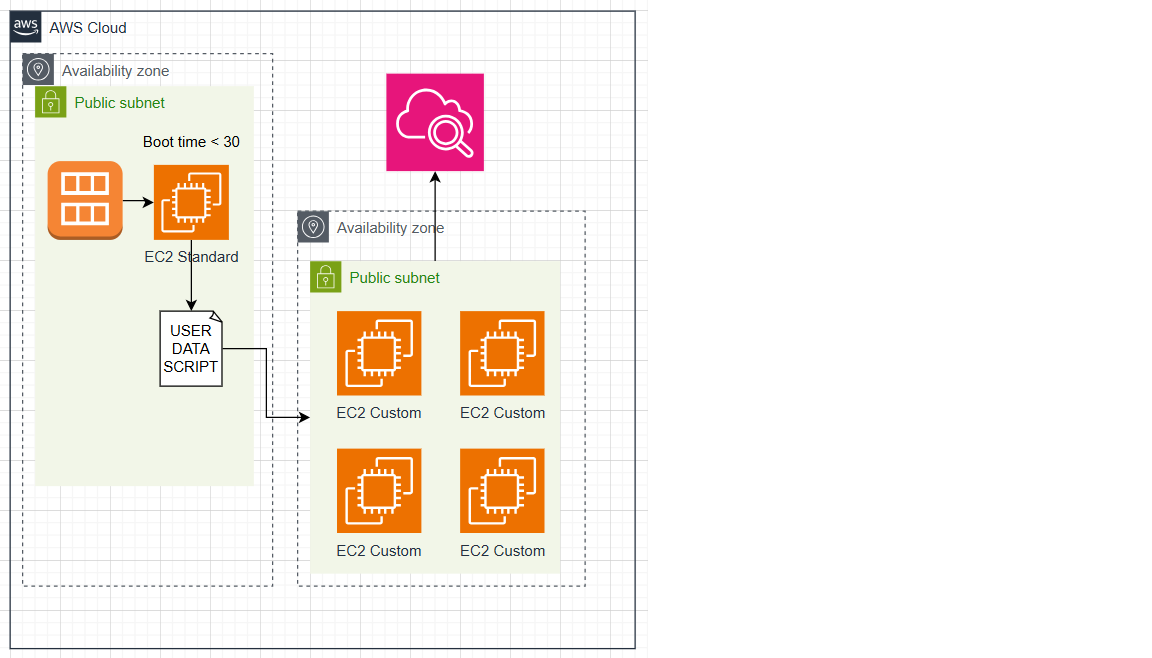 aws
AWS Cloud
Availability zone
Public subnet
Boot time < 30
EC2 Standard
USER
DATA
SCRIPT
Availability zone
Public subnet
EC2 Custom
EC2 Custom
EC2 Custom
EC2 Custom